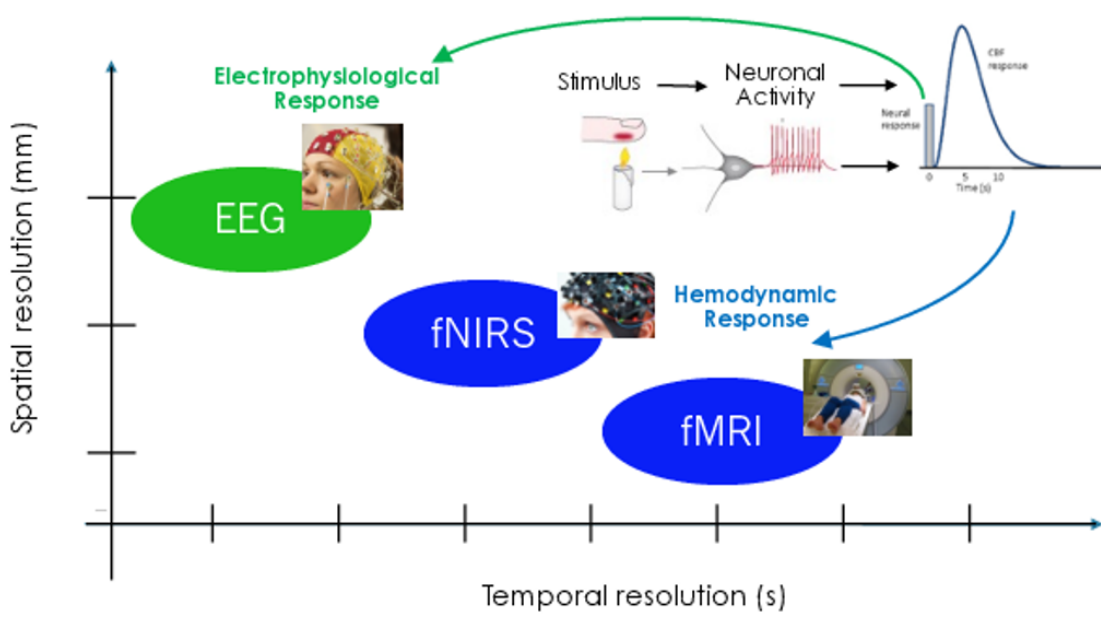 Electrophysiological
Response
Stimulus
Neuronal
Activity
CBF
response
Neural
response
0 5 10
Time (s)
EEG
fNIRS
Hemodynamic
Response
fMRI
Spatial resolution (mm)
Temporal resolution (s)